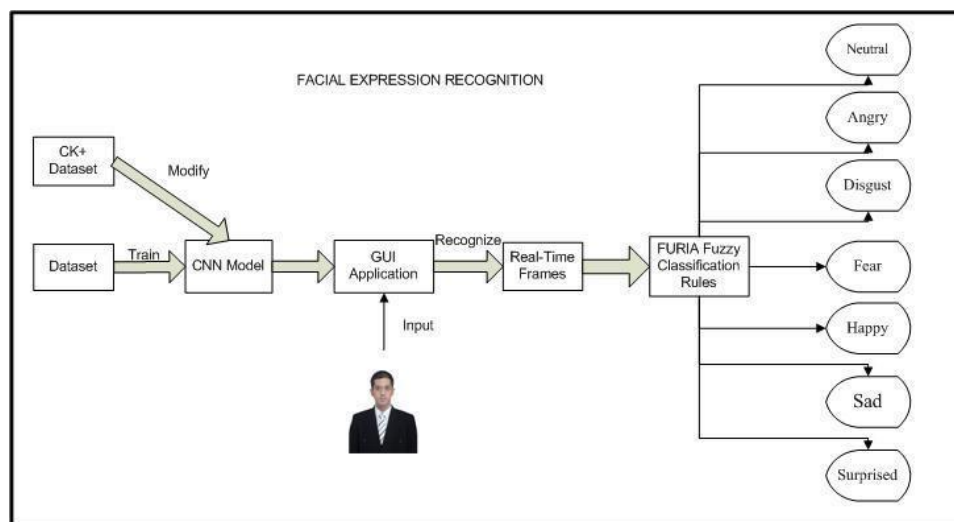 FACIAL EXPRESSION RECOGNITION
CK+
Dataset
Modify
Dataset
Train
CNN Model
GUI
Application
Input
Recognize
Real-Time
Frames
FURIA Fuzzy
Classification
Rules
Neutral
Angry
Disgust
Fear
Happy
Sad
Surprised